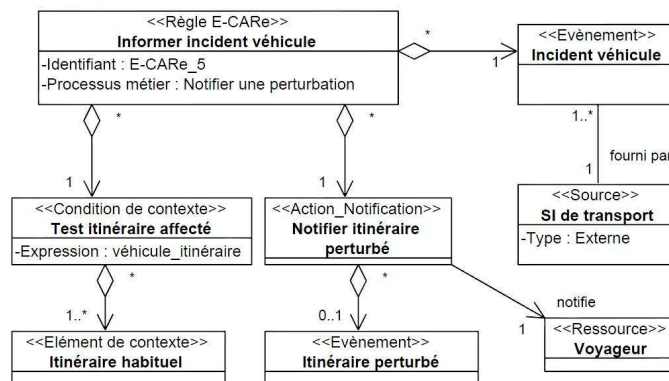 <<Règle E-CARe>>
Informer incident véhicule
-Identifiant : E-CARe_5
-Processus métier : Notifier une perturbation
*
1
<<Evènement>>
Incident véhicule
*
*
1..*
fourni par
1
1
1
<<Condition de contexte>>
Test itinéraire affecté
-Expression : véhicule_itinéraire
<<Action_Notification>>
Notifier itinéraire
perturbé
<<Source>>
SI de transport
-Type : Externe
*
*
notifie
1..*
0..1
1
<<Elément de contexte>>
Itinéraire habituel
<<Evènement>>
Itinéraire perturbé
<<Ressource>>
Voyageur